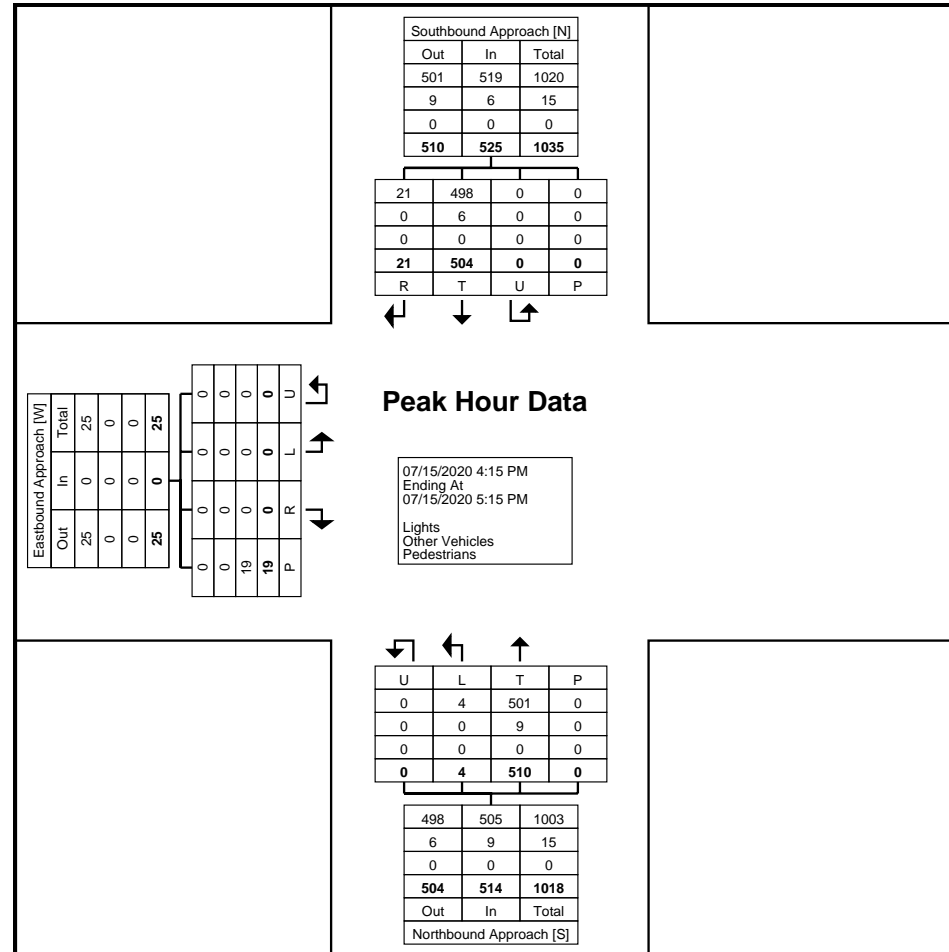 Southbound Approach [N]
Out In Total
501 519 1020
9 6 15
0 0 0
510 525 1035
21 498 0 0
0 6 0 0
0 0 0 0
21 504 0 0
R T U P
Eastbound Approach [W]
Out In Total
25 0 25
0 0 0
0 0 0
25 0 25
0 0 0 0
0 0 0 0
19 0 0 0
19 0 0 0
P R L U
Peak Hour Data
07/15/2020 4:15 PM
Ending At
07/15/2020 5:15 PM
Lights
Other Vehicles
Pedestrians
U L T P
0 4 501 0
0 0 9 0
0 0 0 0
0 4 510 0
498 505 1003
6 9 15
0 0 0
504 514 1018
Out In Total
Northbound Approach [S]